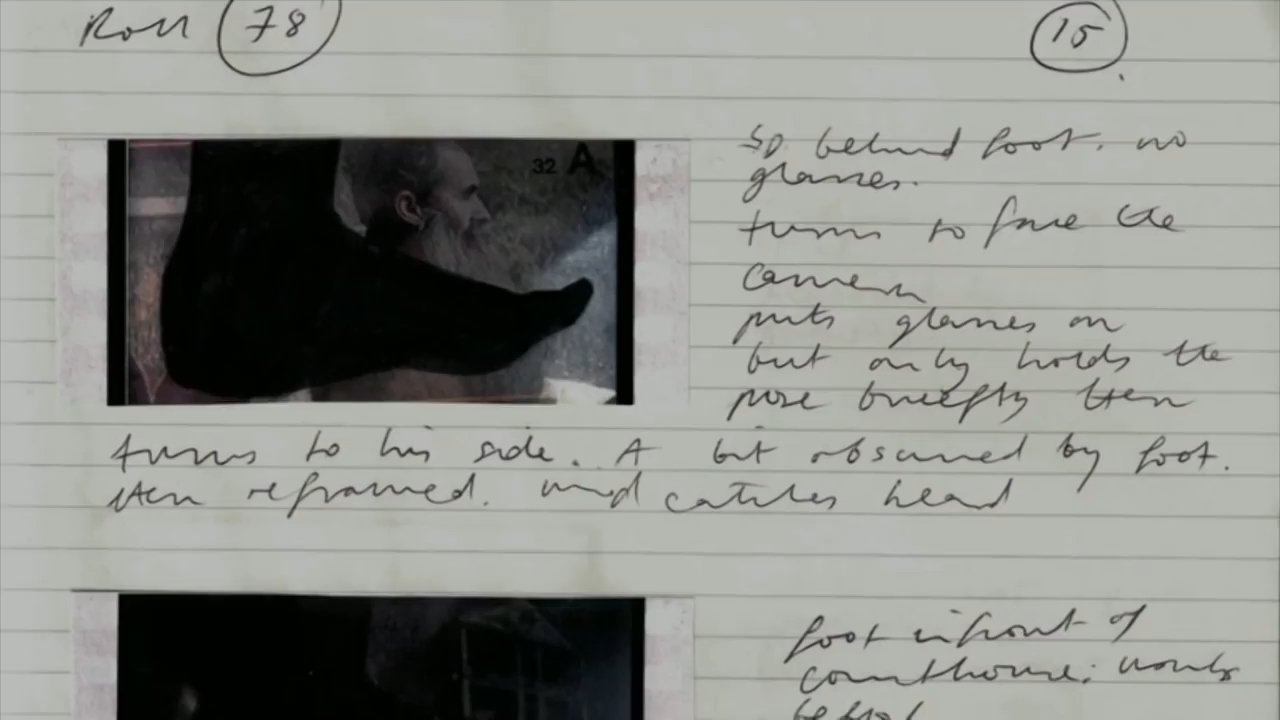 Roll 78
15
32 A
SP behind foot. no
glasses.
turns to face the
camera
puts glasses on
but only holds the
pose briefly then
turns to his side. A bit obscured by foot.
then reframed. wind catches head
foot in front of
courthouse: works